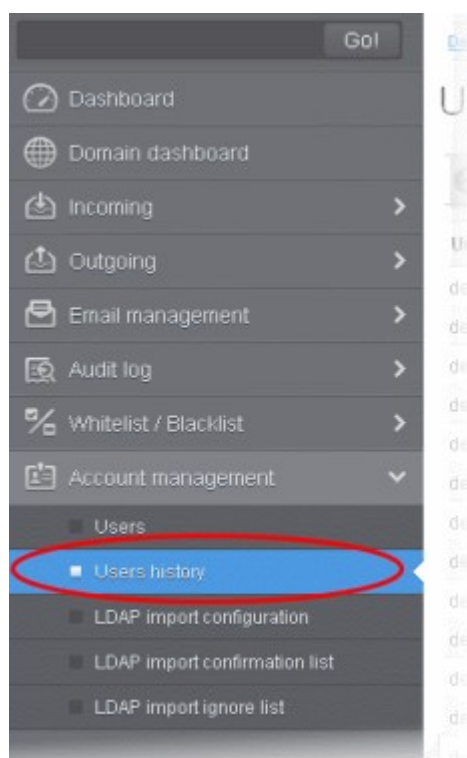 Go!
Dashboard
Domain dashboard
Incoming
Outgoing
Email management
Audit log
Whitelist / Blacklist
Account management
Users
Users history
LDAP import configuration
LDAP import confirmation list
LDAP import ignore list